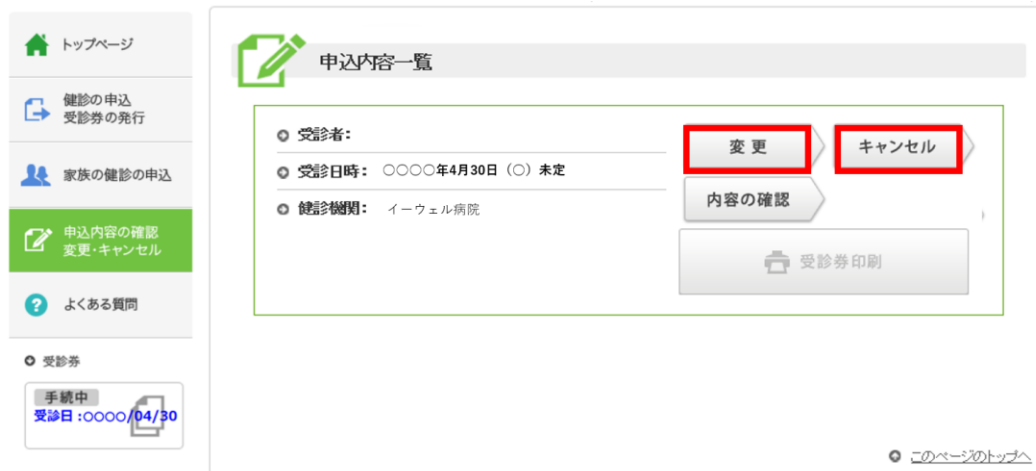 トップページ
健診の申込
受診券の発行
家族の健診の申込
申込内容の確認
変更・キャンセル
よくある質問
受診券
手続中
受診日:○○○○/04/30
申込内容一覧
受診者:
受診日時: ○○○○年4月30日（○）未定
健診機関: イーウェル病院
変更
キャンセル
内容の確認
受診券印刷
このページのトップへ